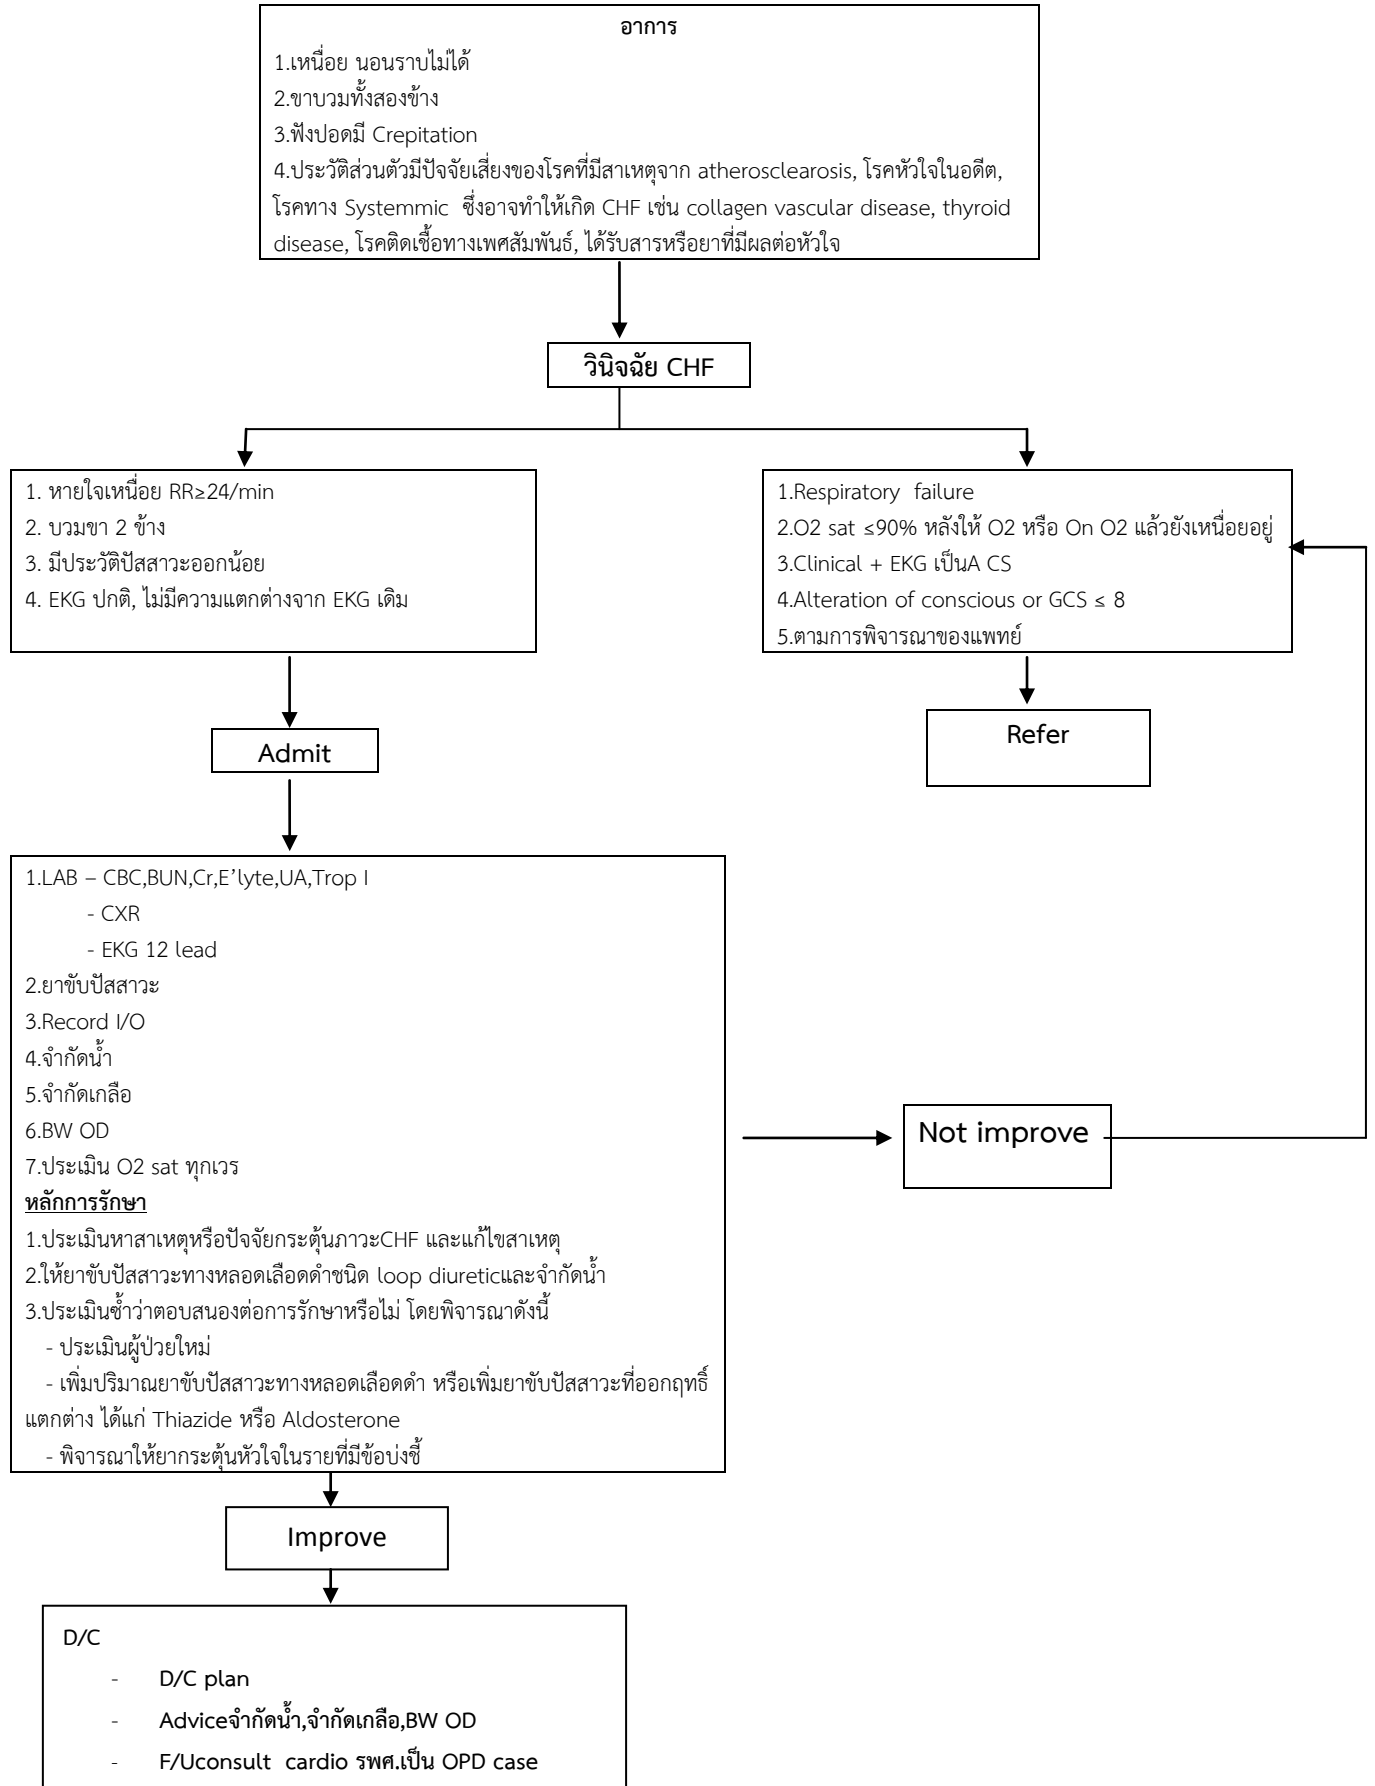 อาการ
1.เหนื่อย นอนราบไม่ได้
2.ขาบวมทั้งสองข้าง
3.ฟังปอดมี Crepitation
4.ประวัติส่วนตัวมีปัจจัยเสี่ยงของโรคที่มีสาเหตุจาก atherosclearosis, โรคหัวใจในอดีต,
โรคทาง Systemmic ซึ่งอาจทำให้เกิด CHF เช่น collagen vascular disease, thyroid
disease, โรคติดเชื้อทางเพศสัมพันธ์, ได้รับสารหรือยาที่มีผลต่อหัวใจ
วินิจฉัย CHF
1. หายใจเหนื่อย RR≥24/min
2. บวมขา 2 ข้าง
3. มีประวัติปัสสาวะออกน้อย
4. EKG ปกติ, ไม่มีความแตกต่างจาก EKG เดิม
1.Respiratory failure
2.O2 sat ≤90% หลังให้ O2 หรือ On O2 แล้วยังเหนื่อยอยู่
3.Clinical + EKG เป็นA CS
4.Alteration of conscious or GCS ≤ 8
5.ตามการพิจารณาของแพทย์
Admit
Refer
1.LAB – CBC,BUN,Cr,E’lyte,UA,Trop I
- CXR
- EKG 12 lead
2.ยาขับปัสสาวะ
3.Record I/O
4.จำกัดน้ำ
5.จำกัดเกลือ
6.BW OD
7.ประเมิน O2 sat ทุกเวร
หลักการรักษา
1.ประเมินหาสาเหตุหรือปัจจัยกระตุ้นภาวะCHF และแก้ไขสาเหตุ
2.ให้ยาขับปัสสาวะทางหลอดเลือดดำชนิด loop diureticและจำกัดน้ำ
3.ประเมินซ้ำว่าตอบสนองต่อการรักษาหรือไม่ โดยพิจารณาดังนี้
- ประเมินผู้ป่วยใหม่
- เพิ่มปริมาณยาขับปัสสาวะทางหลอดเลือดดำ หรือเพิ่มยาขับปัสสาวะที่ออกฤทธิ์
แตกต่าง ได้แก่ Thiazide หรือ Aldosterone
- พิจารณาให้ยากระตุ้นหัวใจในรายที่มีข้อบ่งชี้
Not improve
Improve
D/C
- D/C plan
- Adviceจำกัดน้ำ,จำกัดเกลือ,BW OD
- F/Uconsult cardio รพศ.เป็น OPD case